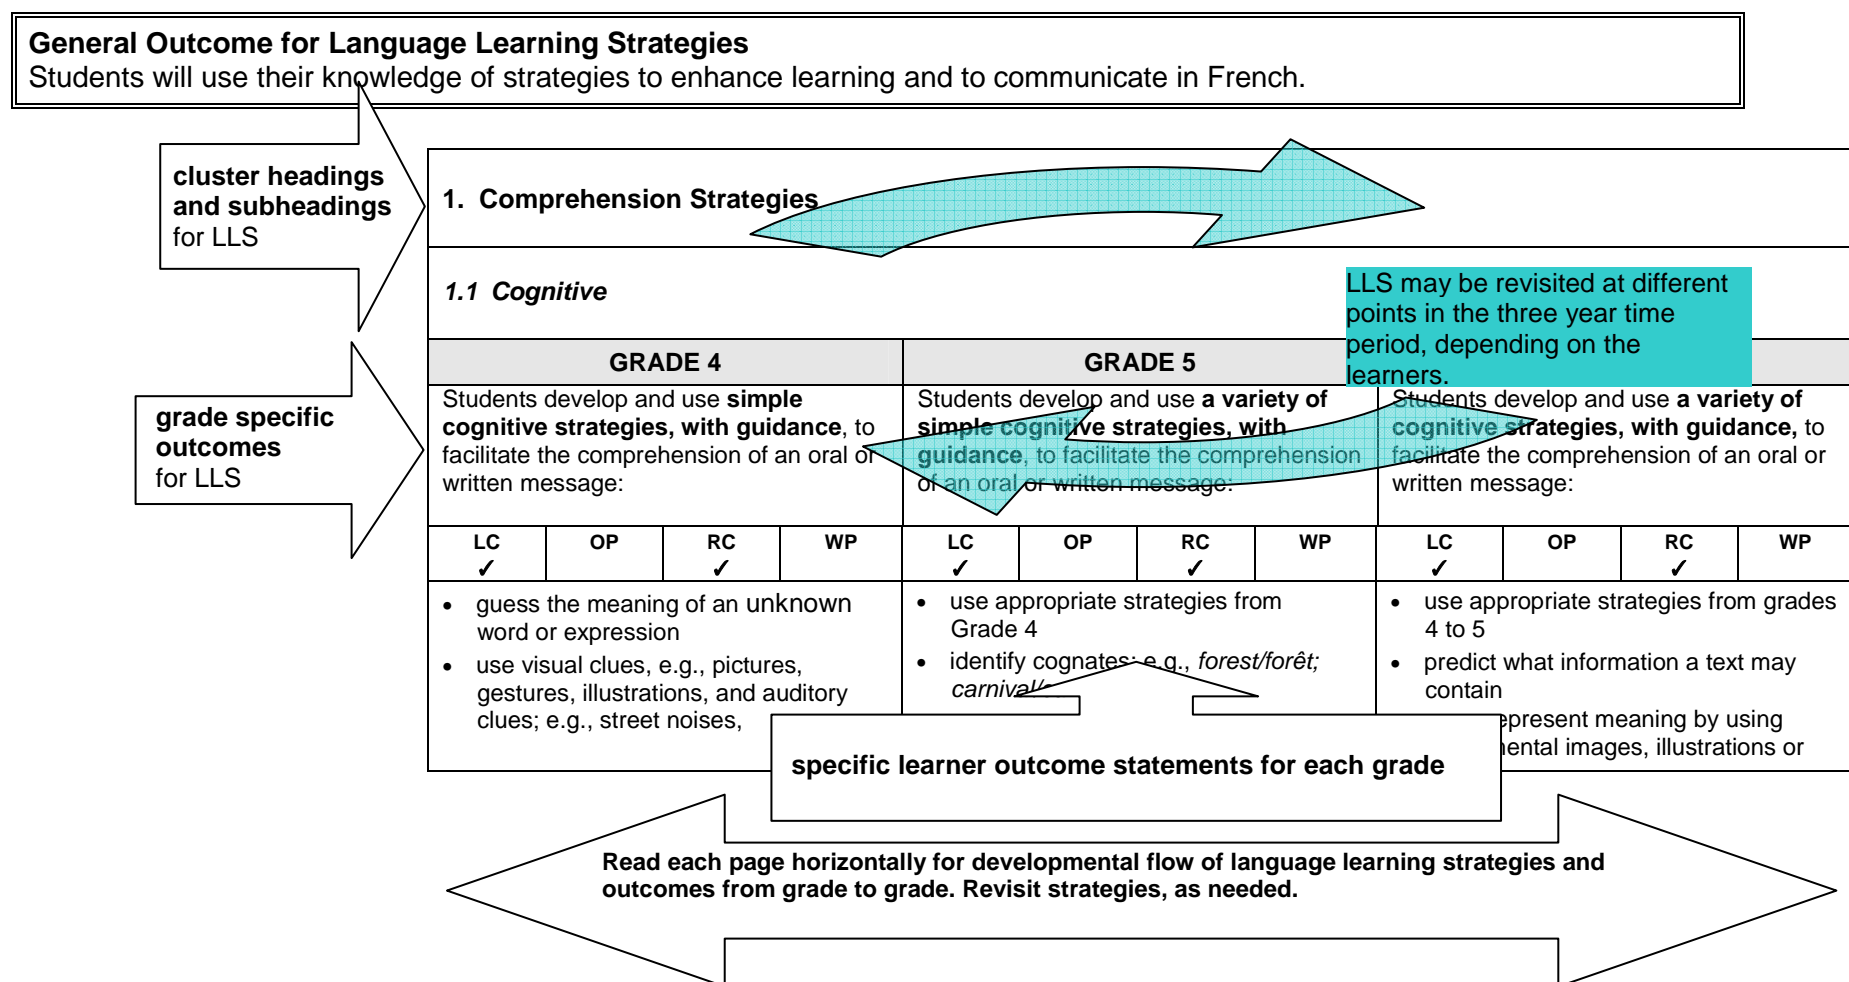 General Outcome for Language Learning Strategies
Students will use their knowledge of strategies to enhance learning and to communicate in French.
cluster headings
and subheadings
for LLS
1. Comprehension Strategies
1.1 Cognitive
LLS may be revisited at different
points in the three year time
period, depending on the
learners.
grade specific
outcomes
for LLS
GRADE 4
Students develop and use simple
cognitive strategies, with guidance, to
facilitate the comprehension of an oral or
written message:
LC OP RC WP
✓ ✓
• guess the meaning of an unknown
word or expression
• use visual clues, e.g., pictures,
gestures, illustrations, and auditory
clues; e.g., street noises,
GRADE 5
Students develop and use a variety of
simple cognitive strategies, with
guidance, to facilitate the comprehension
of an oral or written message:
LC OP RC WP
✓ ✓
• use appropriate strategies from
Grade 4
• identify cognates; e.g., forest/forêt;
carnival/
Students develop and use a variety of
cognitive strategies, with guidance, to
facilitate the comprehension of an oral or
written message:
LC OP RC WP
✓ ✓
• use appropriate strategies from grades
4 to 5
• predict what information a text may
contain
epresent meaning by using
ental images, illustrations or
specific learner outcome statements for each grade
Read each page horizontally for developmental flow of language learning strategies and
outcomes from grade to grade. Revisit strategies, as needed.